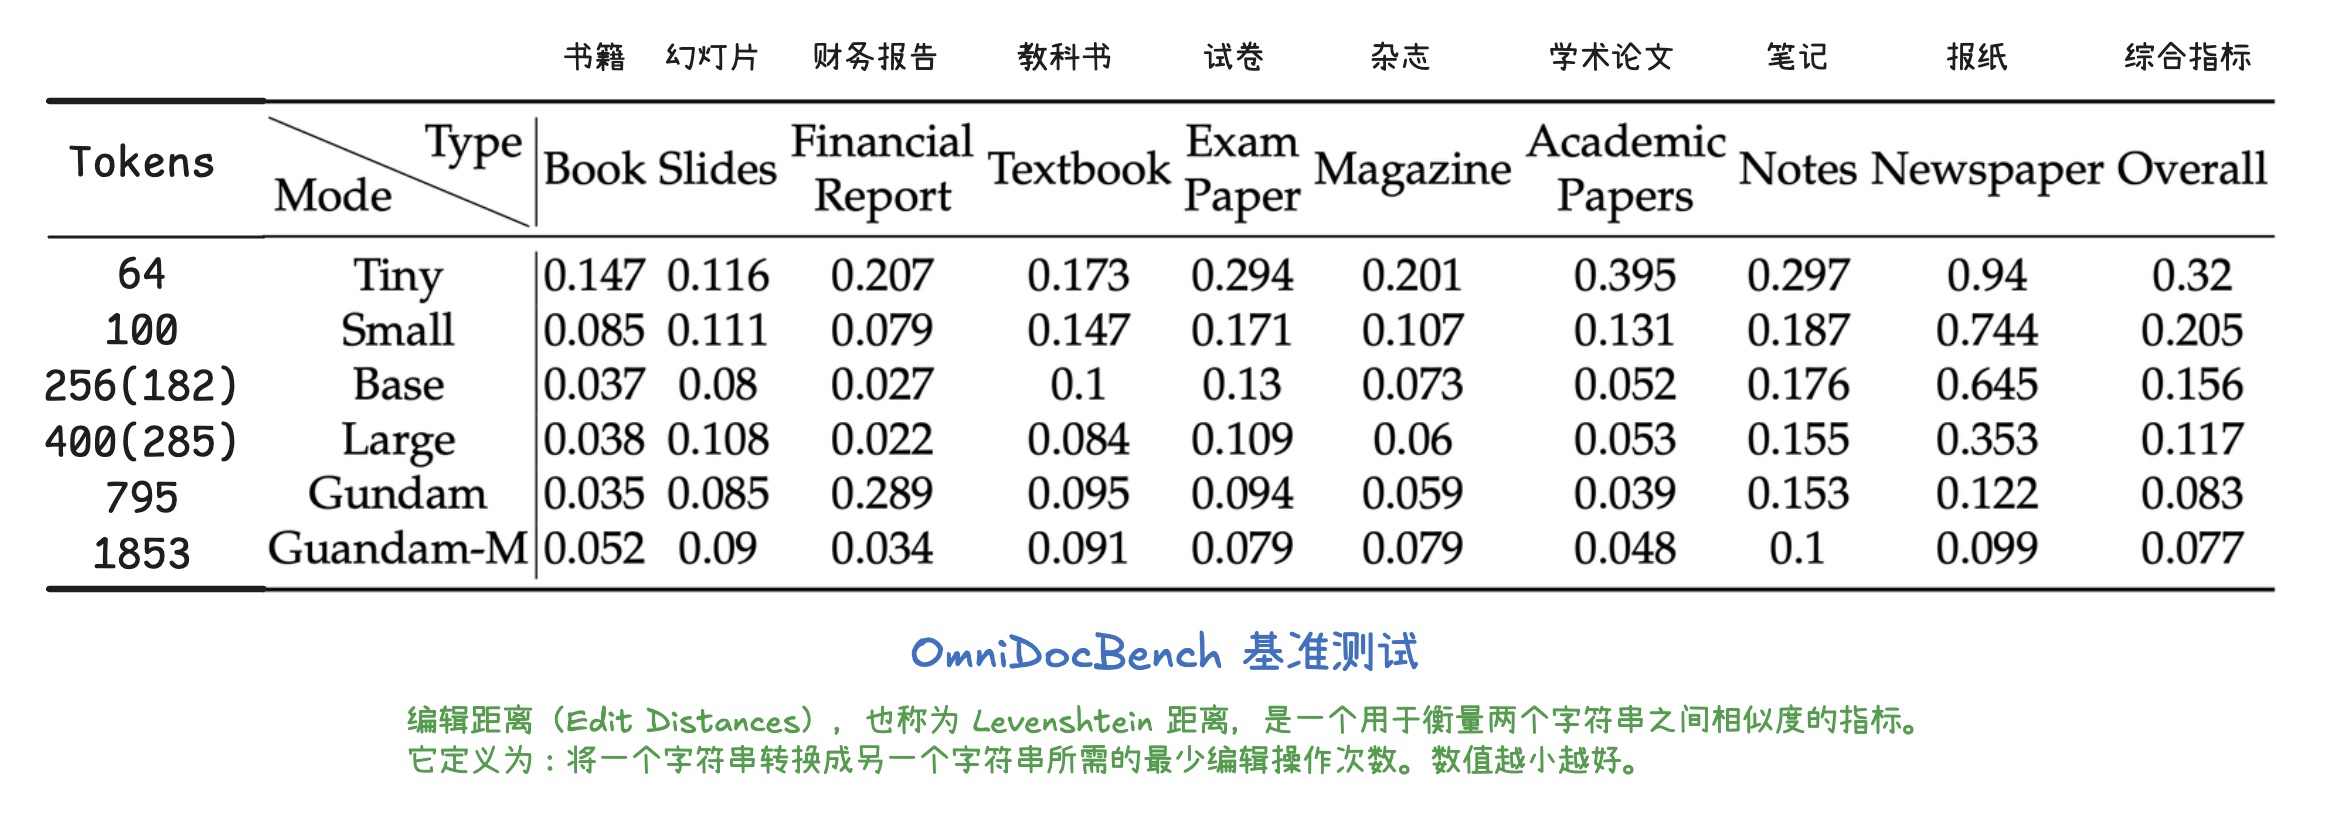 书籍 幻灯片 财务报告 教科书 试卷 杂志 学术论文 笔记 报纸 综合指标
Tokens Mode Type Book Slides Financial Report Textbook Exam Paper Magazine Academic Papers Notes Newspaper Overall
64 Tiny 0.147 0.116 0.207 0.173 0.294 0.201 0.395 0.297 0.94 0.32
100 Small 0.085 0.111 0.079 0.147 0.171 0.107 0.131 0.187 0.744 0.205
256(182) Base 0.037 0.08 0.027 0.1 0.13 0.073 0.052 0.176 0.645 0.156
400(285) Large 0.038 0.108 0.022 0.084 0.109 0.06 0.053 0.155 0.353 0.117
795 Gundam 0.035 0.085 0.289 0.095 0.094 0.059 0.039 0.153 0.122 0.083
1853 Guandam-M 0.052 0.09 0.034 0.091 0.079 0.079 0.048 0.1 0.099 0.077
OmniDocBench 基准测试
编辑距离（Edit Distances），也称为 Levenshtein 距离，是一个用于衡量两个字符串之间相似度的指标。
它定义为：将一个字符串转换成另一个字符串所需的最少编辑操作次数。数值越小越好。